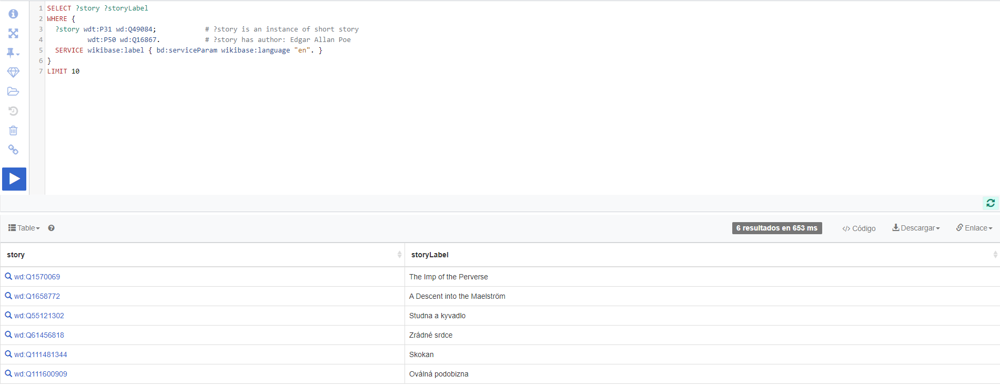 1 SELECT ?story ?storyLabel
2 WHERE {
3 ?story wdt:P31 wd:Q49084; # ?story is an instance of short story
4 wdt:P50 wd:Q16867. # ?story has author: Edgar Allan Poe
5 SERVICE wikibase:label { bd:serviceParam wikibase:language "en". }
6 }
7 LIMIT 10
Table 6 resultados en 653 ms </> Código Descargar Enlace
story storyLabel
wd:Q1570069 The Imp of the Perverse
wd:Q1658772 A Descent into the Maelström
wd:Q55121302 Studna a kyvadlo
wd:Q61456818 Zrádné srdce
wd:Q111481344 Skokan
wd:Q111600909 Oválná podobizna